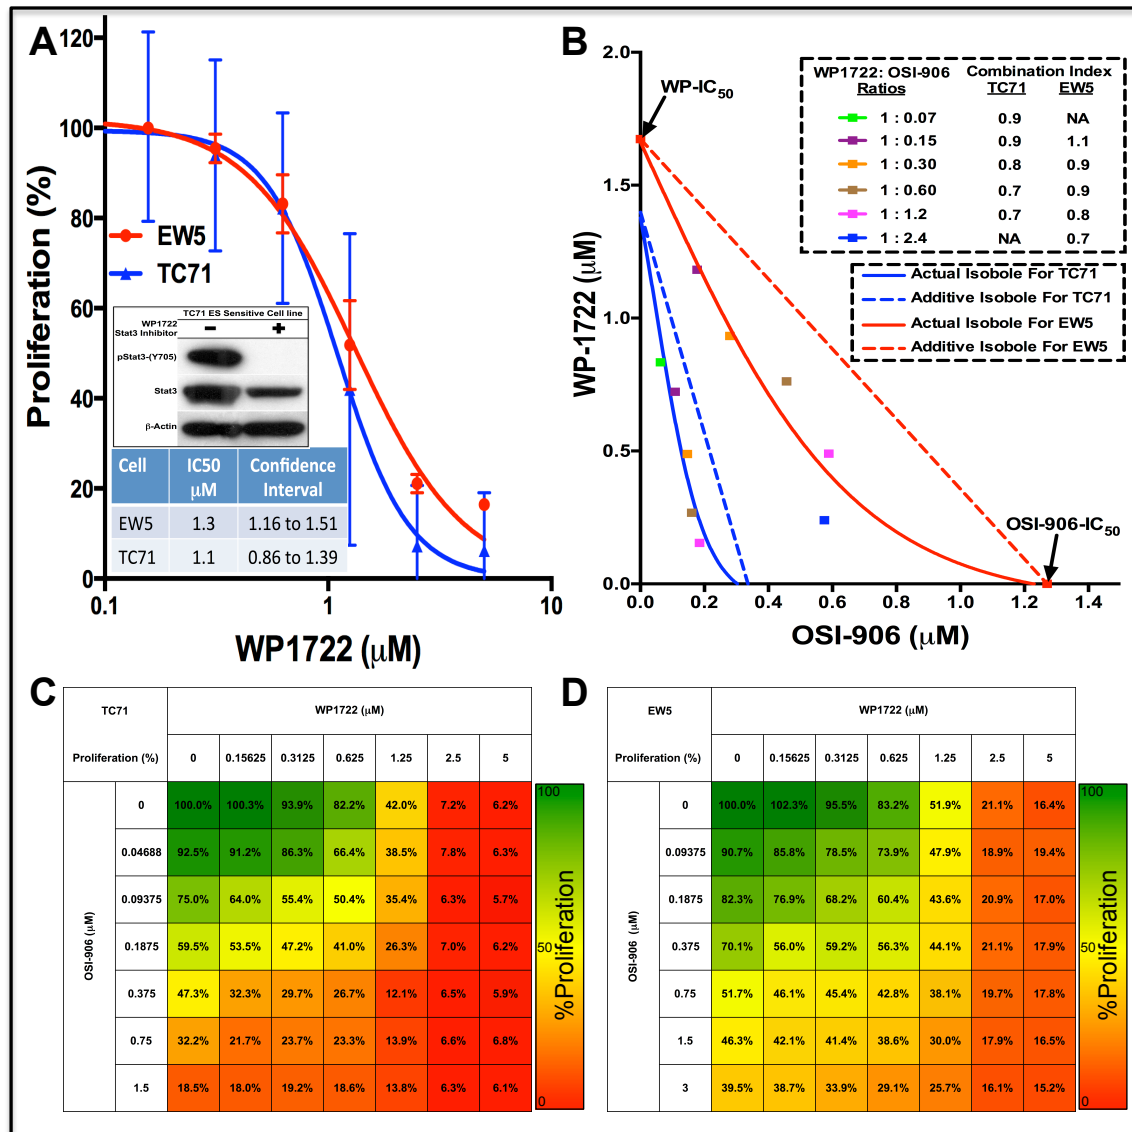 A
120
100
80
60
40
20
0
Proliferation (%)
EW5
TC71
TC71 ES Sensitive Cell line
WP1722
Stat3 Inhibitor
− +
pStat3-(Y705)
Stat3
β-Actin
Cell IC50 μM Confidence Interval
EW5 1.3 1.16 to 1.51
TC71 1.1 0.86 to 1.39
0.1 1 10
WP1722 (μM)
B
2.0
1.5
1.0
0.5
0.0
WP-1722 (μM)
WP-IC50
WP1722: OSI-906 Combination Index
Ratios TC71 EW5
1 : 0.07 0.9 NA
1 : 0.15 0.9 1.1
1 : 0.30 0.8 0.9
1 : 0.60 0.7 0.9
1 : 1.2 0.7 0.8
1 : 2.4 NA 0.7
Actual Isobole For TC71
Additive Isobole For TC71
Actual Isobole For EW5
Additive Isobole For EW5
OSI-906-IC50
0.0 0.2 0.4 0.6 0.8 1.0 1.2 1.4
OSI-906 (μM)
C
TC71 WP1722 (μM)
Proliferation (%) 0 0.15625 0.3125 0.625 1.25 2.5 5
OSI-906 (μM)
0 100.0% 100.3% 93.9% 82.2% 42.0% 7.2% 6.2%
0.04688 92.5% 91.2% 86.3% 66.4% 38.5% 7.8% 6.3%
0.09375 75.0% 64.0% 55.4% 50.4% 35.4% 6.3% 5.7%
0.1875 59.5% 53.5% 47.2% 41.0% 26.3% 7.0% 6.2%
0.375 47.3% 32.3% 29.7% 26.7% 12.1% 6.5% 5.9%
0.75 32.2% 21.7% 23.7% 23.3% 13.9% 6.6% 6.8%
1.5 18.5% 18.0% 19.2% 18.6% 13.8% 6.3% 6.1%
100
50
0
%Proliferation
D
EW5 WP1722 (μM)
Proliferation (%) 0 0.15625 0.3125 0.625 1.25 2.5 5
OSI-906 (μM)
0 100.0% 102.3% 95.5% 83.2% 51.9% 21.1% 16.4%
0.09375 90.7% 85.8% 78.5% 73.9% 47.9% 18.9% 19.4%
0.1875 82.3% 76.9% 68.2% 60.4% 43.6% 20.9% 17.0%
0.375 70.1% 56.0% 59.2% 56.3% 44.1% 21.1% 17.9%
0.75 51.7% 46.1% 45.4% 42.8% 38.1% 19.7% 17.8%
1.5 46.3% 42.1% 41.4% 38.6% 30.0% 17.9% 16.5%
3 39.5% 38.7% 33.9% 29.1% 25.7% 16.1% 15.2%
100
50
0
%Proliferation